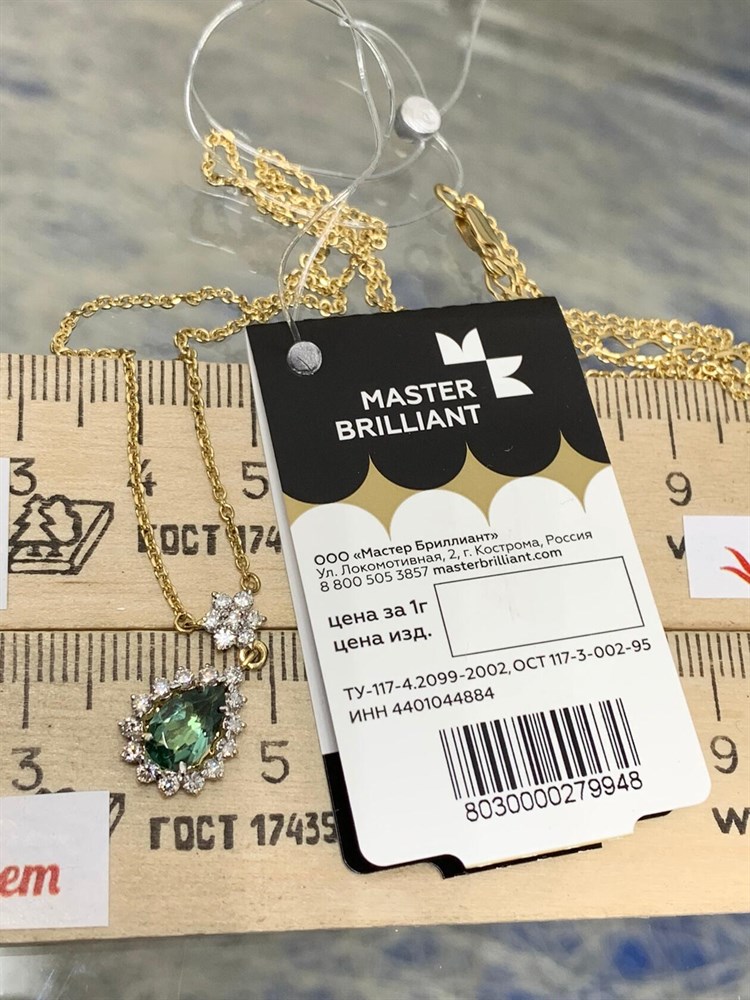 MASTER
BRILLIANT
ООО «Мастер Бриллиант»
Ул. Локомотивная, 2, г. Кострома, Россия
8 800 505 3857 masterbrilliant.com
цена за 1г
цена изд.
ТУ-117-4.2099-2002, ОСТ 117-3-002-95
ИНН 4401044884
8030000279948
3 4 5 9
ГОСТ 174
3 5 9
ГОСТ 17435
w
ет